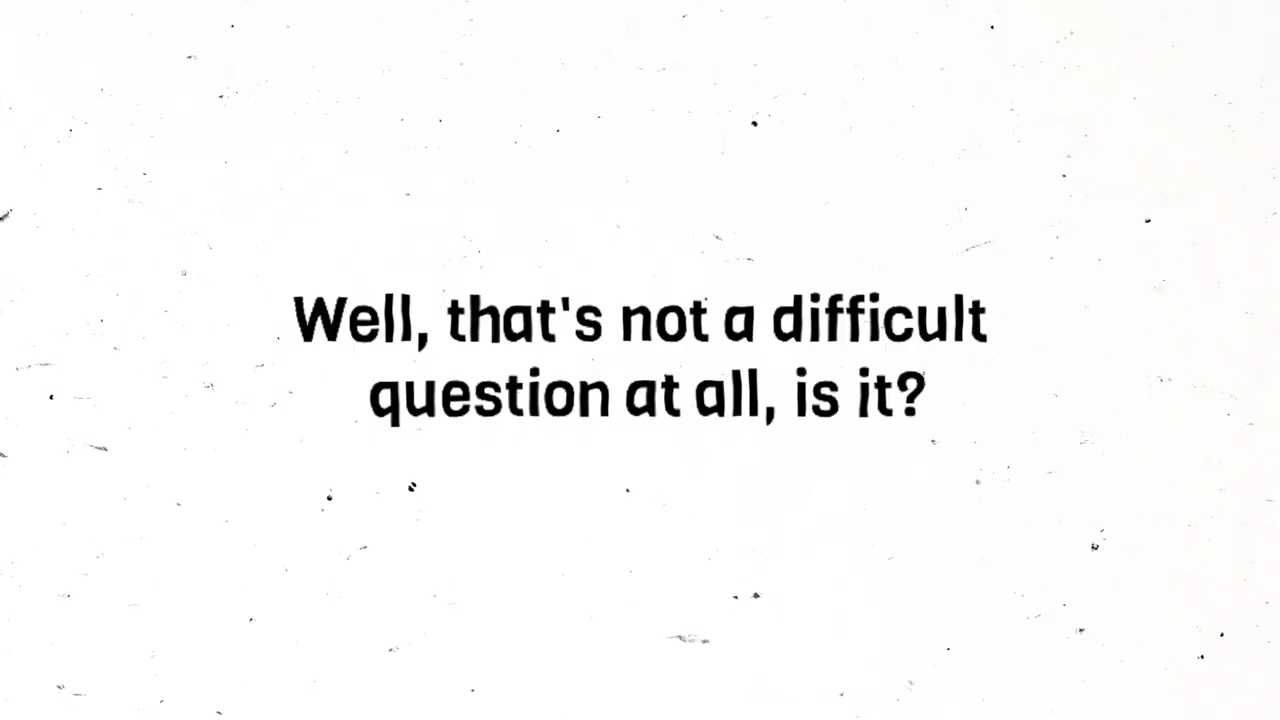 Well, that's not a difficult
question at all, is it?